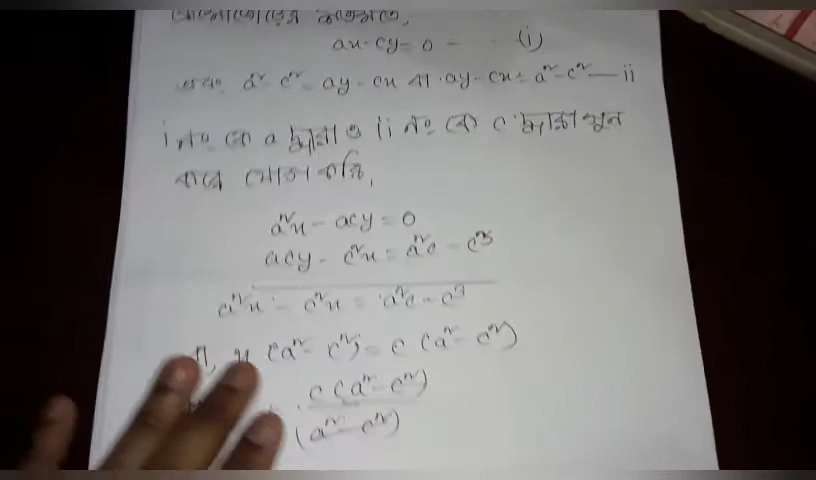 ax - cy = 0 - - (i)
এবং a² - c² = ay - cx বা ay - cx = a² - c² — ii
i নং কে a দ্বারা ও ii নং কে c দ্বারা গুন
করে যোগ করি,
a²x - acy = 0
acy - c²x = a²c - c³
a²x - c²x = a²c - c³
বা, x (a² - c²) = c (a² - c²)
c (a² - c²)
(a² - c²)